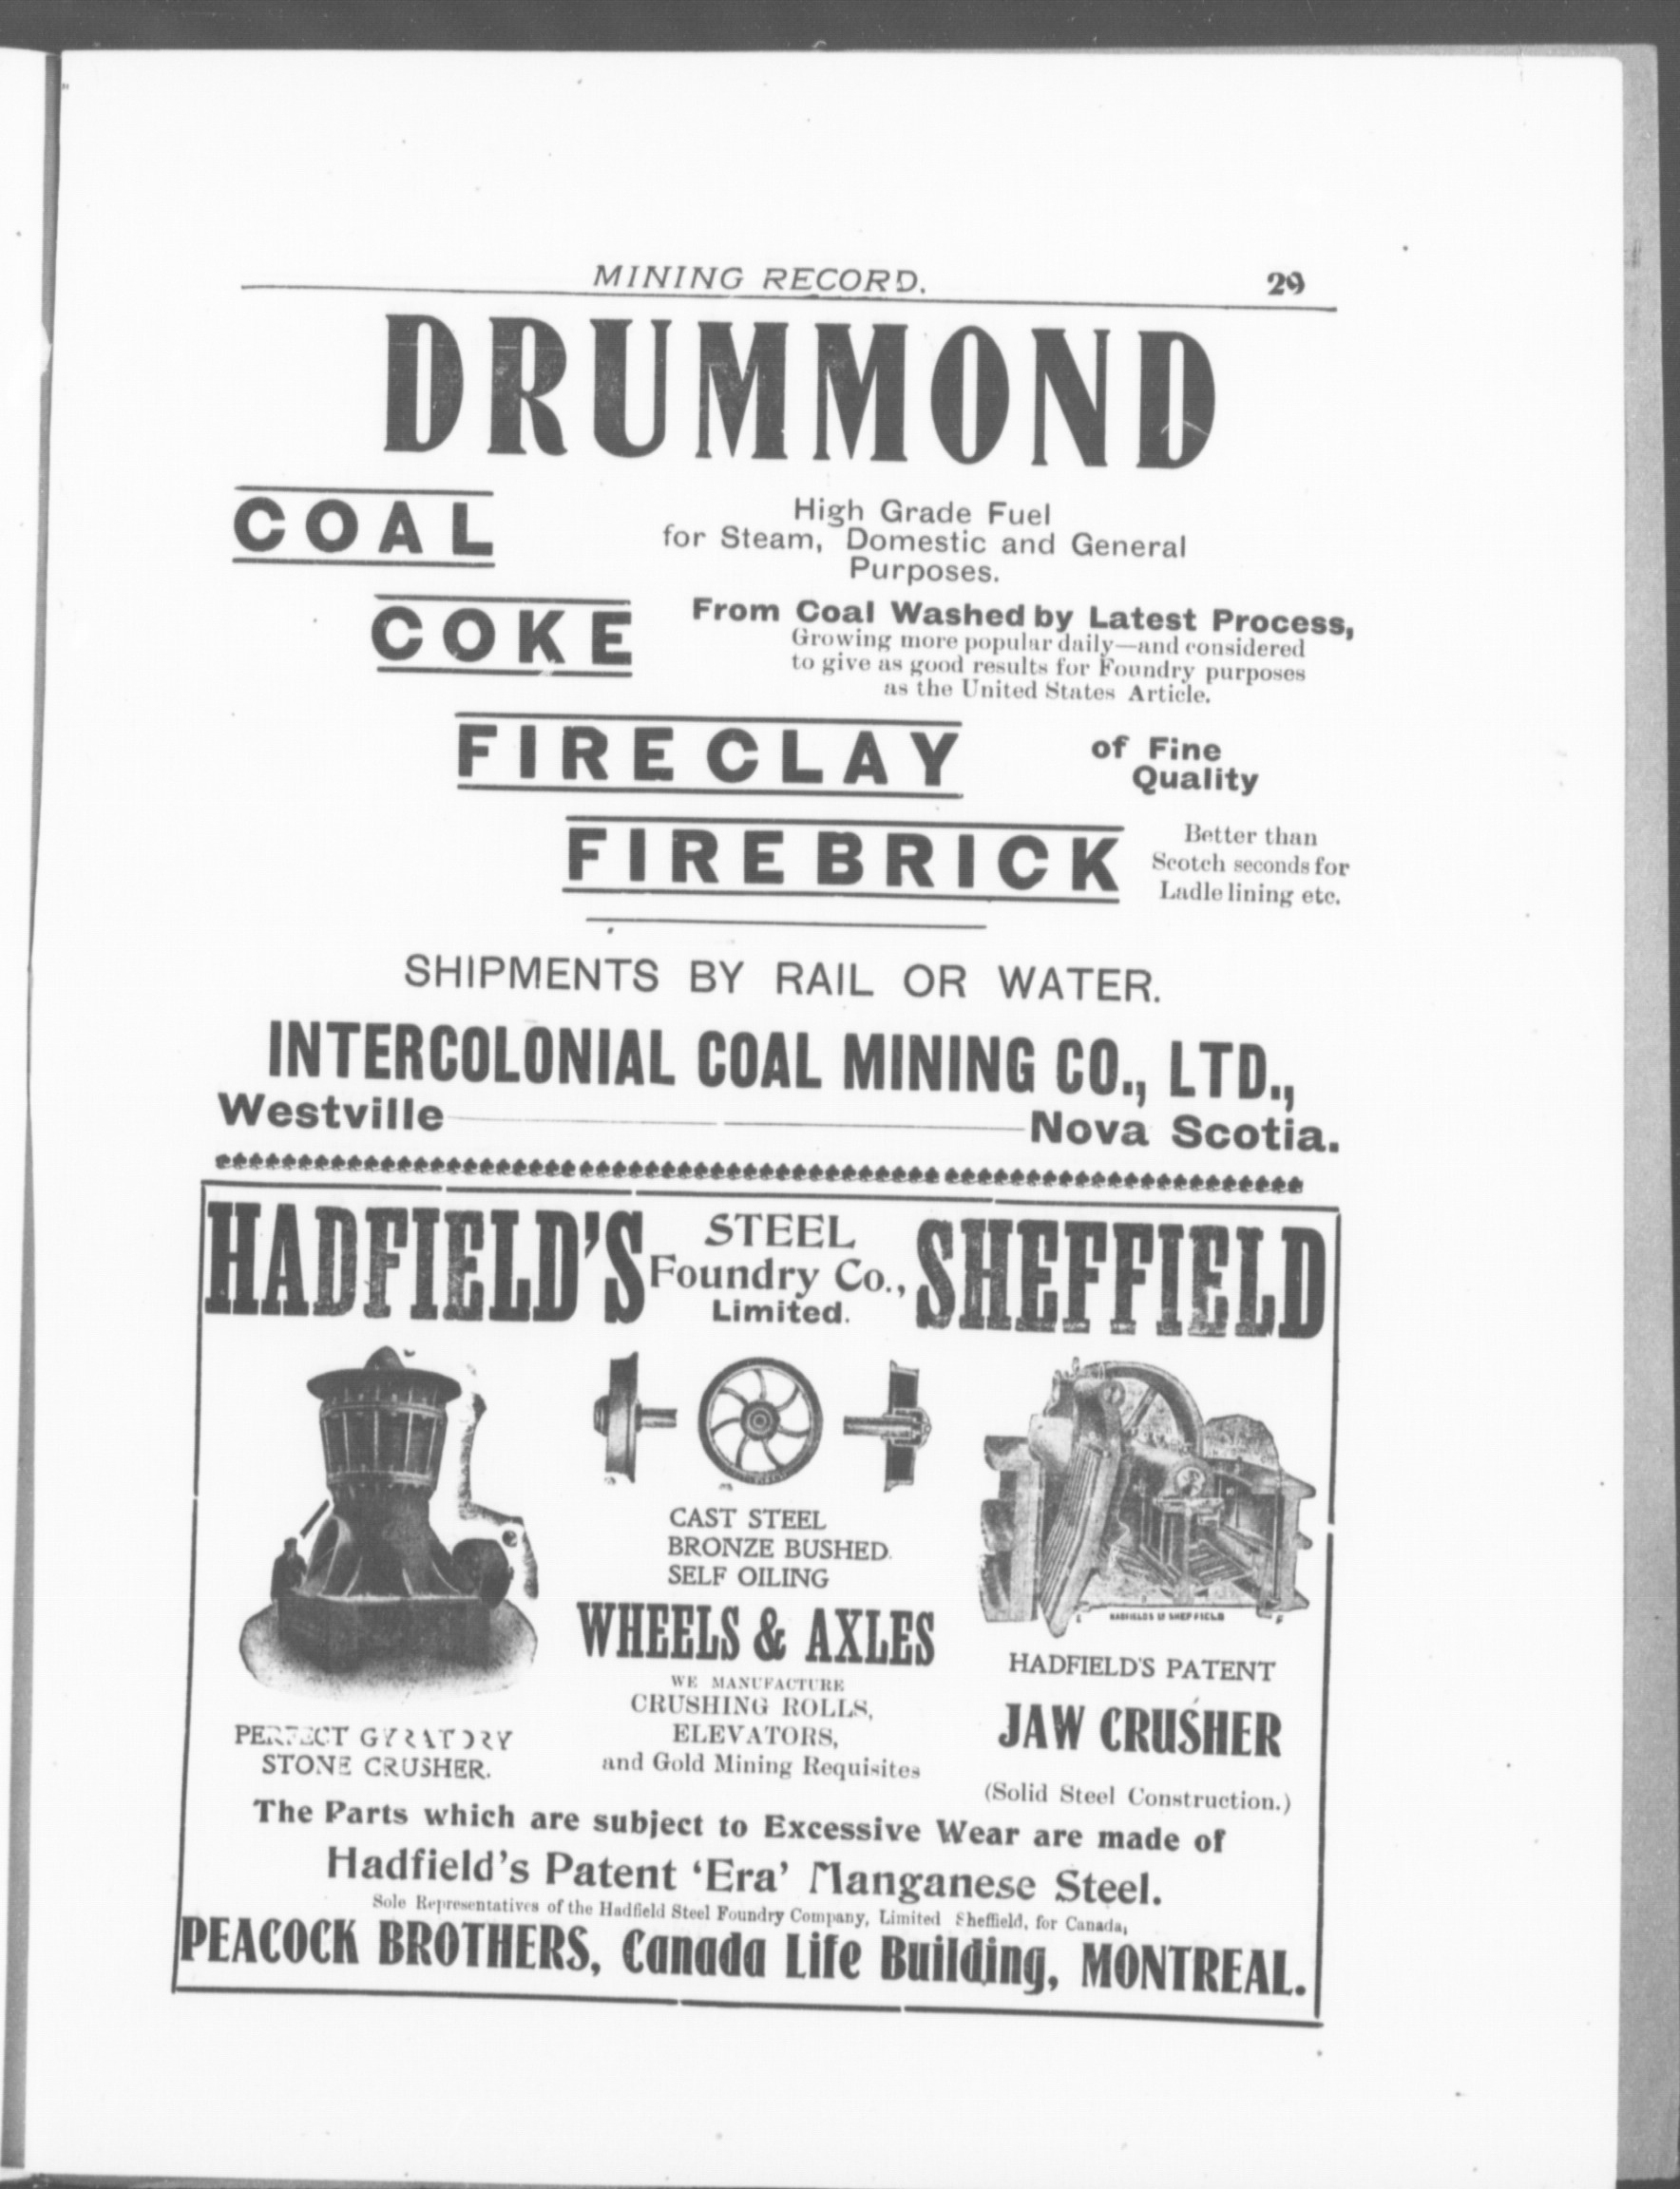 MINING RECORD. 29
DRUMMOND
COAL
High Grade Fuel
for Steam, Domestic and General
Purposes.
COKE
From Coal Washed by Latest Process,
Growing more popular daily—and considered
to give as good results for Foundry purposes
as the United States Article.
FIRECLAY
of Fine
Quality
FIREBRICK
Better than
Scotch seconds for
Ladle lining etc.
SHIPMENTS BY RAIL OR WATER.
INTERCOLONIAL COAL MINING CO., LTD.,
Westville Nova Scotia.
HADFIELD'S STEEL
Foundry Co.,
Limited.
SHEFFIELD
PERFECT GYRATORY
STONE CRUSHER.
CAST STEEL
BRONZE BUSHED.
SELF OILING
WHEELS & AXLES
WE MANUFACTURE
CRUSHING ROLLS,
ELEVATORS,
and Gold Mining Requisites
HADFIELDS LD SHEFFIELD
HADFIELD'S PATENT
JAW CRUSHER
(Solid Steel Construction.)
The Parts which are subject to Excessive Wear are made of
Hadfield's Patent 'Era' Manganese Steel.
Sole Representatives of the Hadfield Steel Foundry Company, Limited Sheffield, for Canada,
PEACOCK BROTHERS, Canada Life Building, MONTREAL.